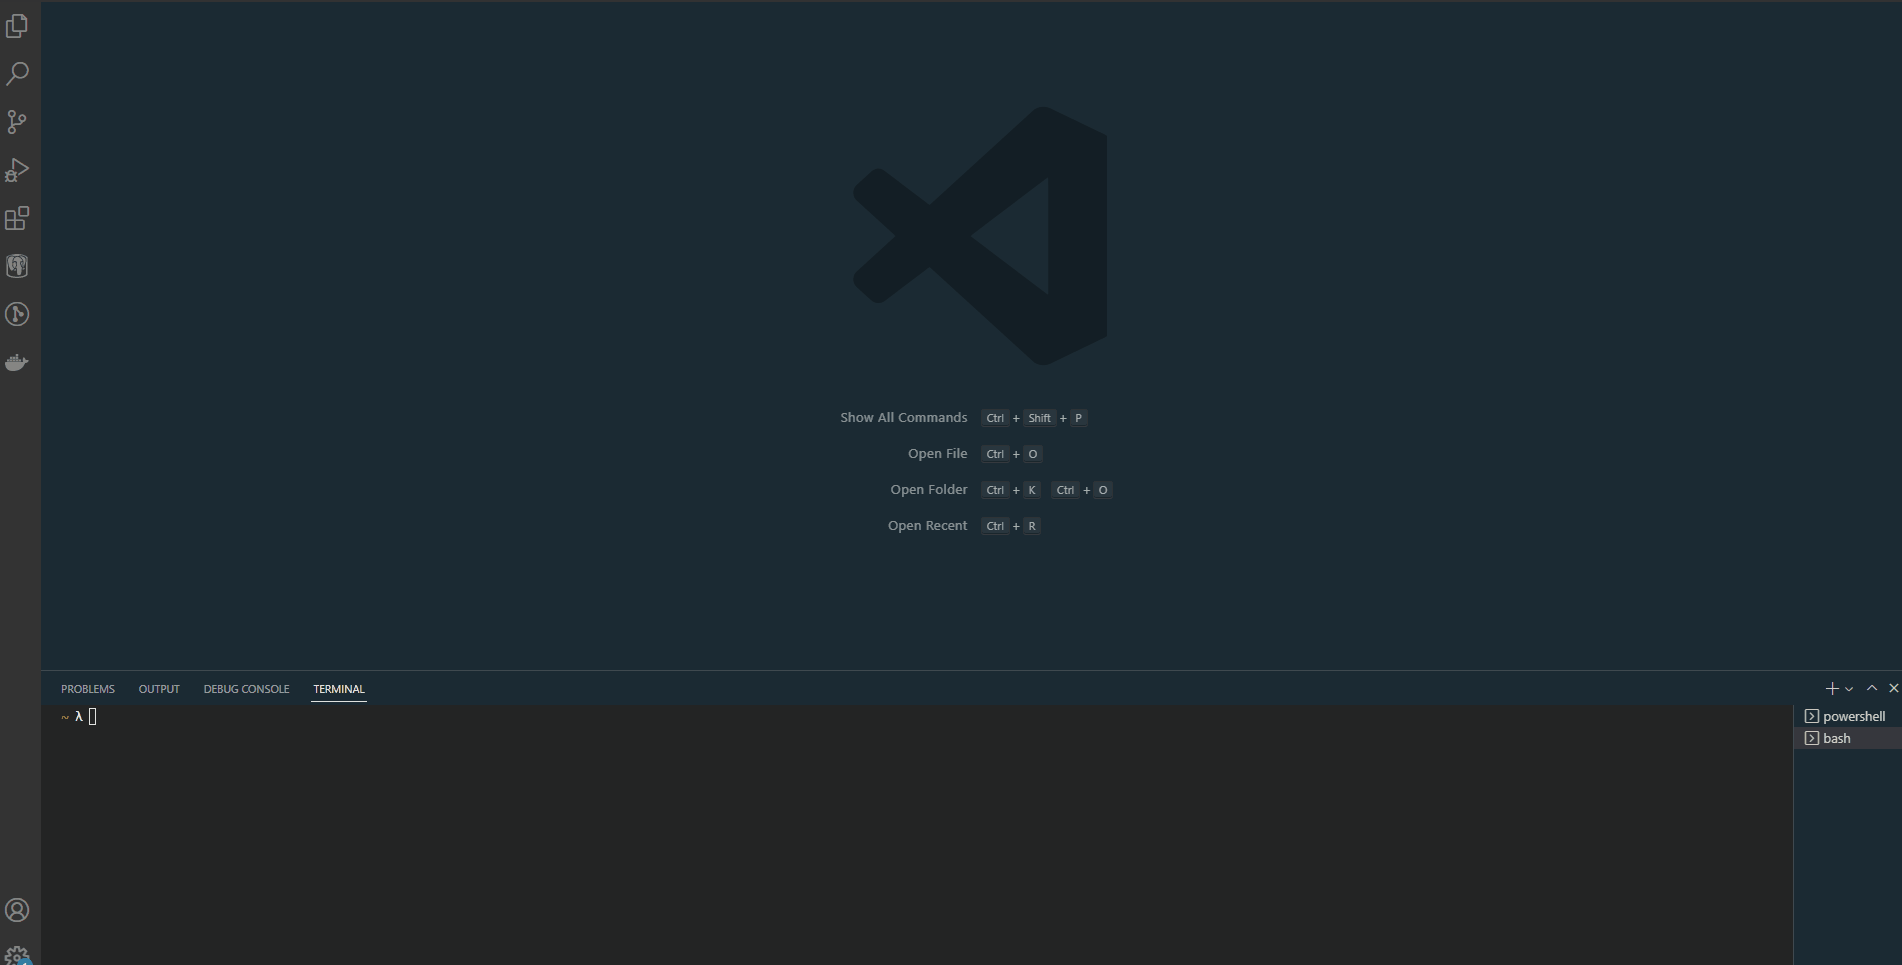 Show All Commands Ctrl + Shift + P
Open File Ctrl + O
Open Folder Ctrl + K Ctrl + O
Open Recent Ctrl + R
PROBLEMS OUTPUT DEBUG CONSOLE TERMINAL
~ λ
powershell
bash